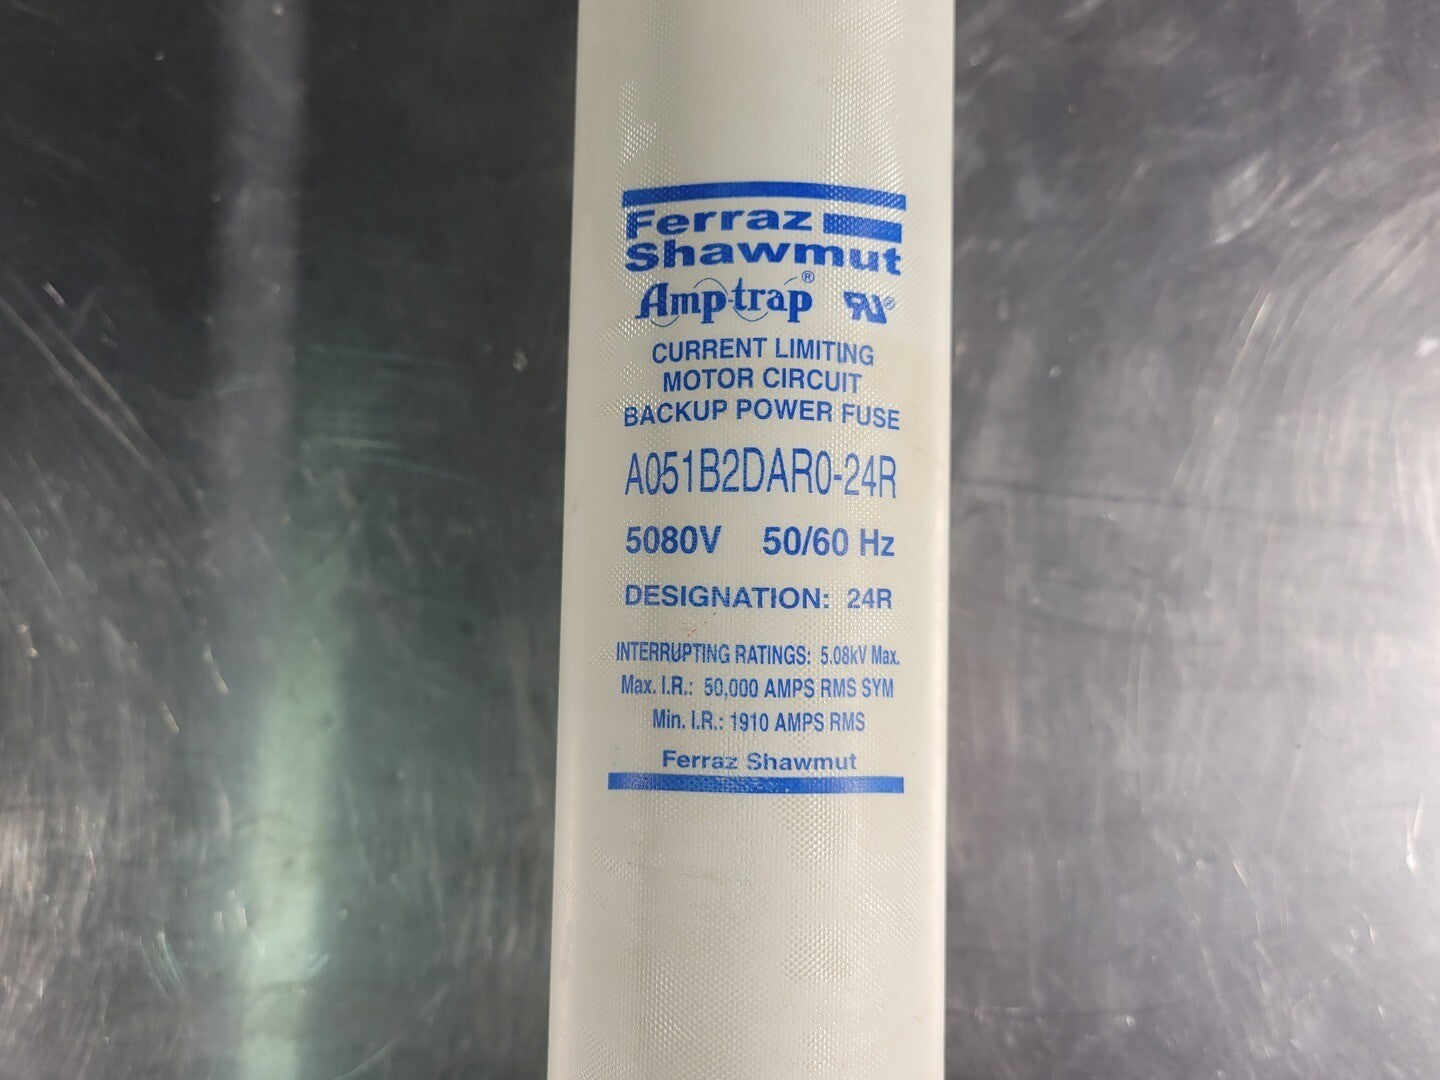 Ferraz
Shawmut
Amp-trap®
CURRENT LIMITING
MOTOR CIRCUIT
BACKUP POWER FUSE
A051B2DAR0-24R
5080V 50/60 Hz
DESIGNATION: 24R
INTERRUPTING RATINGS: 5.08kV Max.
Max. I.R.: 50,000 AMPS RMS SYM
Min. I.R.: 1910 AMPS RMS
Ferraz Shawmut